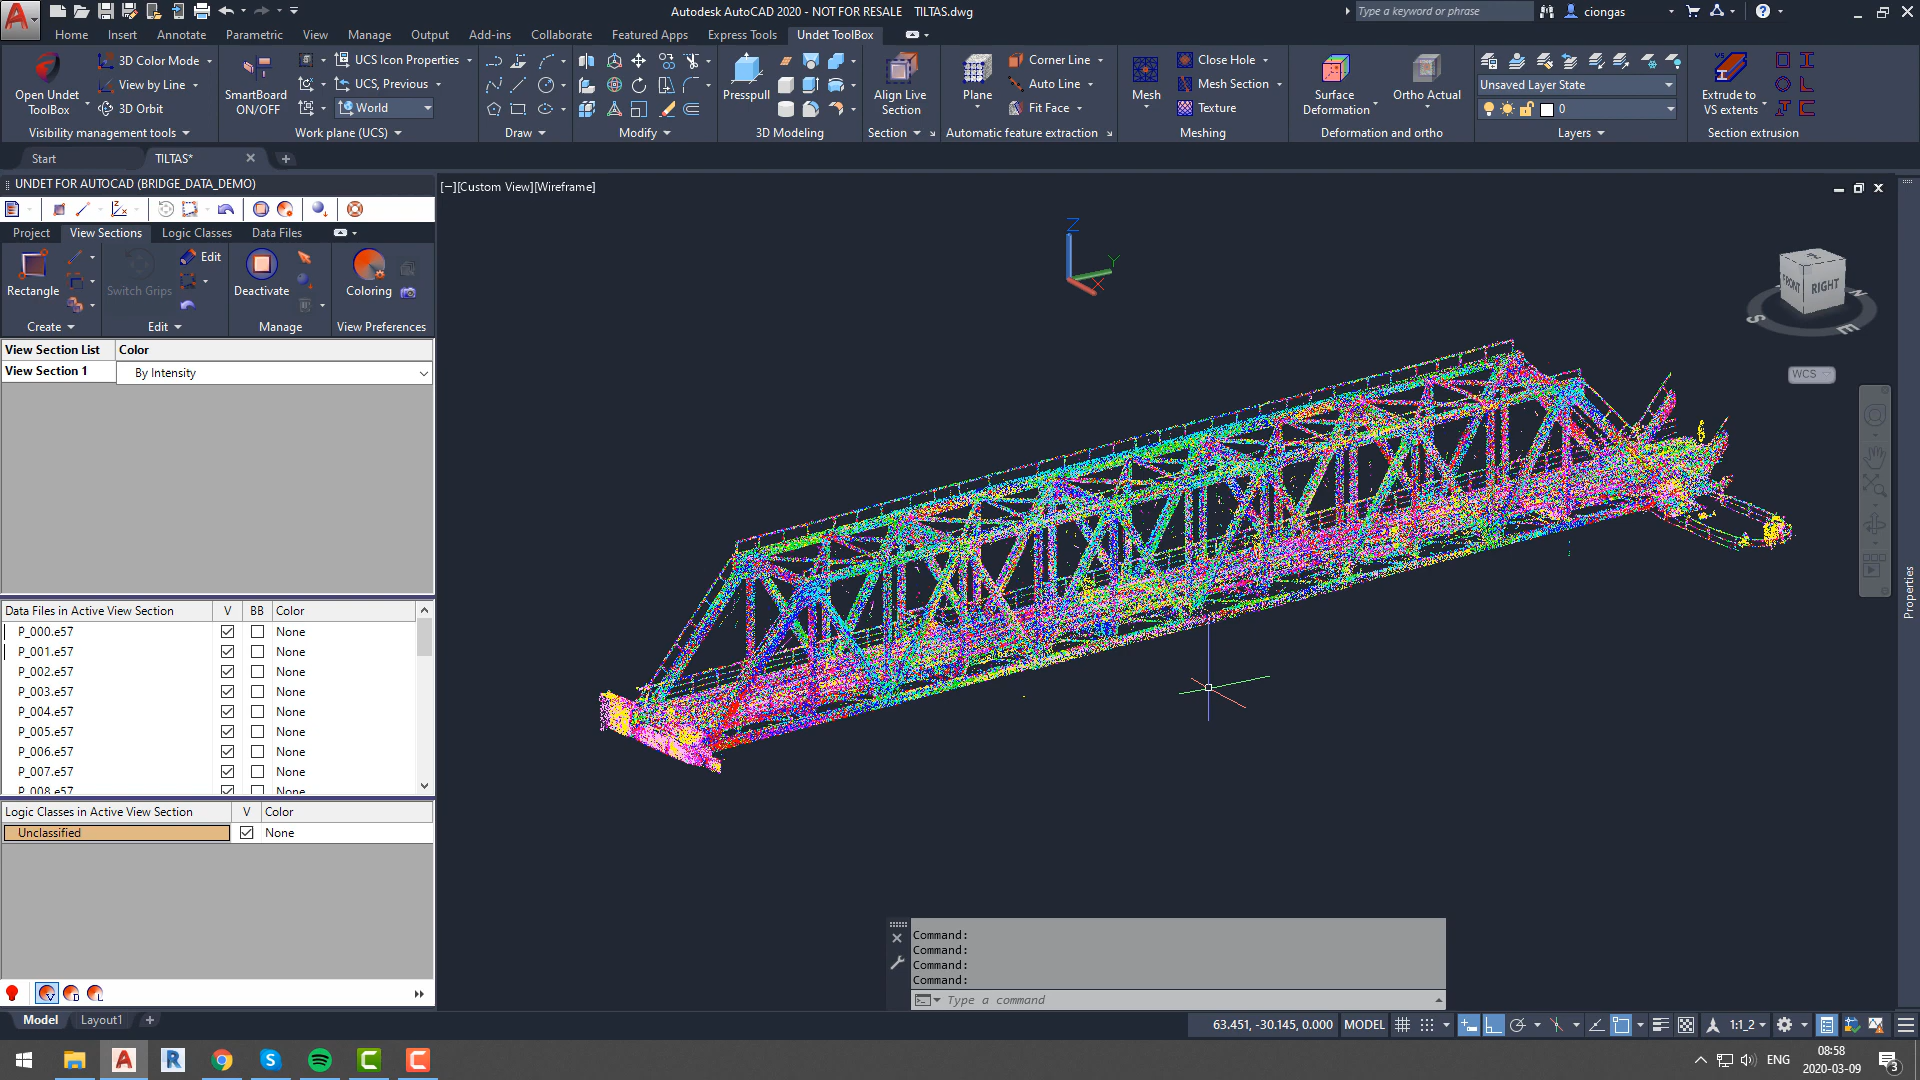 Autodesk AutoCAD 2020 - NOT FOR RESALE TILTAS.dwg
Type a keyword or phrase
ciongas
Home Insert Annotate Parametric View Manage Output Add-ins Collaborate Featured Apps Express Tools Undet ToolBox
Open Undet ToolBox
3D Color Mode
View by Line
3D Orbit
Visibility management tools
SmartBoard ON/OFF
UCS Icon Properties
UCS, Previous
World
Work plane (UCS)
Draw
Modify
Presspull
3D Modeling
Align Live Section
Section
Plane
Corner Line
Auto Line
Fit Face
Automatic feature extraction
Mesh
Close Hole
Mesh Section
Texture
Meshing
Surface Deformation
Ortho Actual
Deformation and ortho
Unsaved Layer State
0
Layers
Extrude to VS extents
Section extrusion
Start TILTAS*
UNDET FOR AUTOCAD (BRIDGE_DATA_DEMO)
Project View Sections Logic Classes Data Files
Rectangle
Create
Switch Grips
Edit
Edit
Deactivate
Manage
Coloring
View Preferences
View Section List Color
View Section 1 By Intensity
Data Files in Active View Section V BB Color
P_000.e57 None
P_001.e57 None
P_002.e57 None
P_003.e57 None
P_004.e57 None
P_005.e57 None
P_006.e57 None
P_007.e57 None
P_008.e57 None
Logic Classes in Active View Section V Color
Unclassified None
[−][Custom View][Wireframe]
Z
Y
X
FRONT RIGHT
S E N
WCS
Properties
Command:
Command:
Command:
Command:
Type a command
Model Layout1
63.451, -30.145, 0.000 MODEL 1:1_2
ENG
08:58
2020-03-09
3